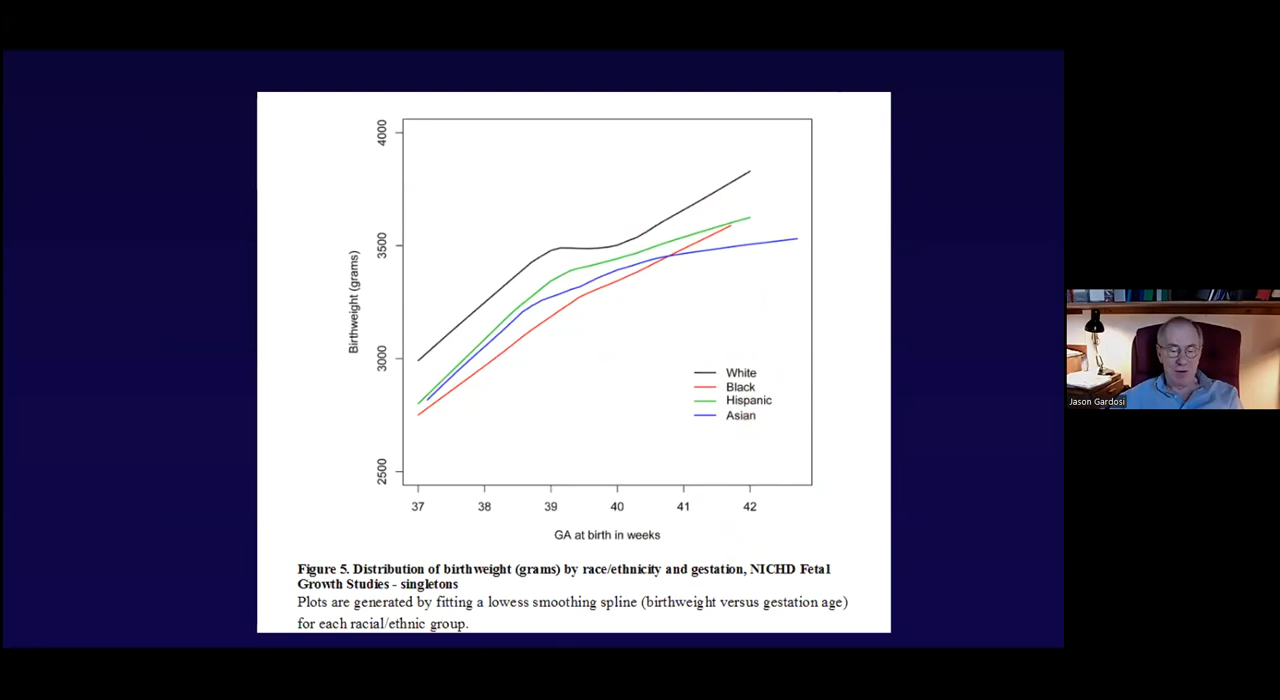 4000
3500
3000
2500
Birthweight (grams)
White
Black
Hispanic
Asian
37 38 39 40 41 42
GA at birth in weeks
Figure 5. Distribution of birthweight (grams) by race/ethnicity and gestation, NICHD Fetal
Growth Studies - singletons
Plots are generated by fitting a lowess smoothing spline (birthweight versus gestation age)
for each racial/ethnic group.
Jason Gardosi